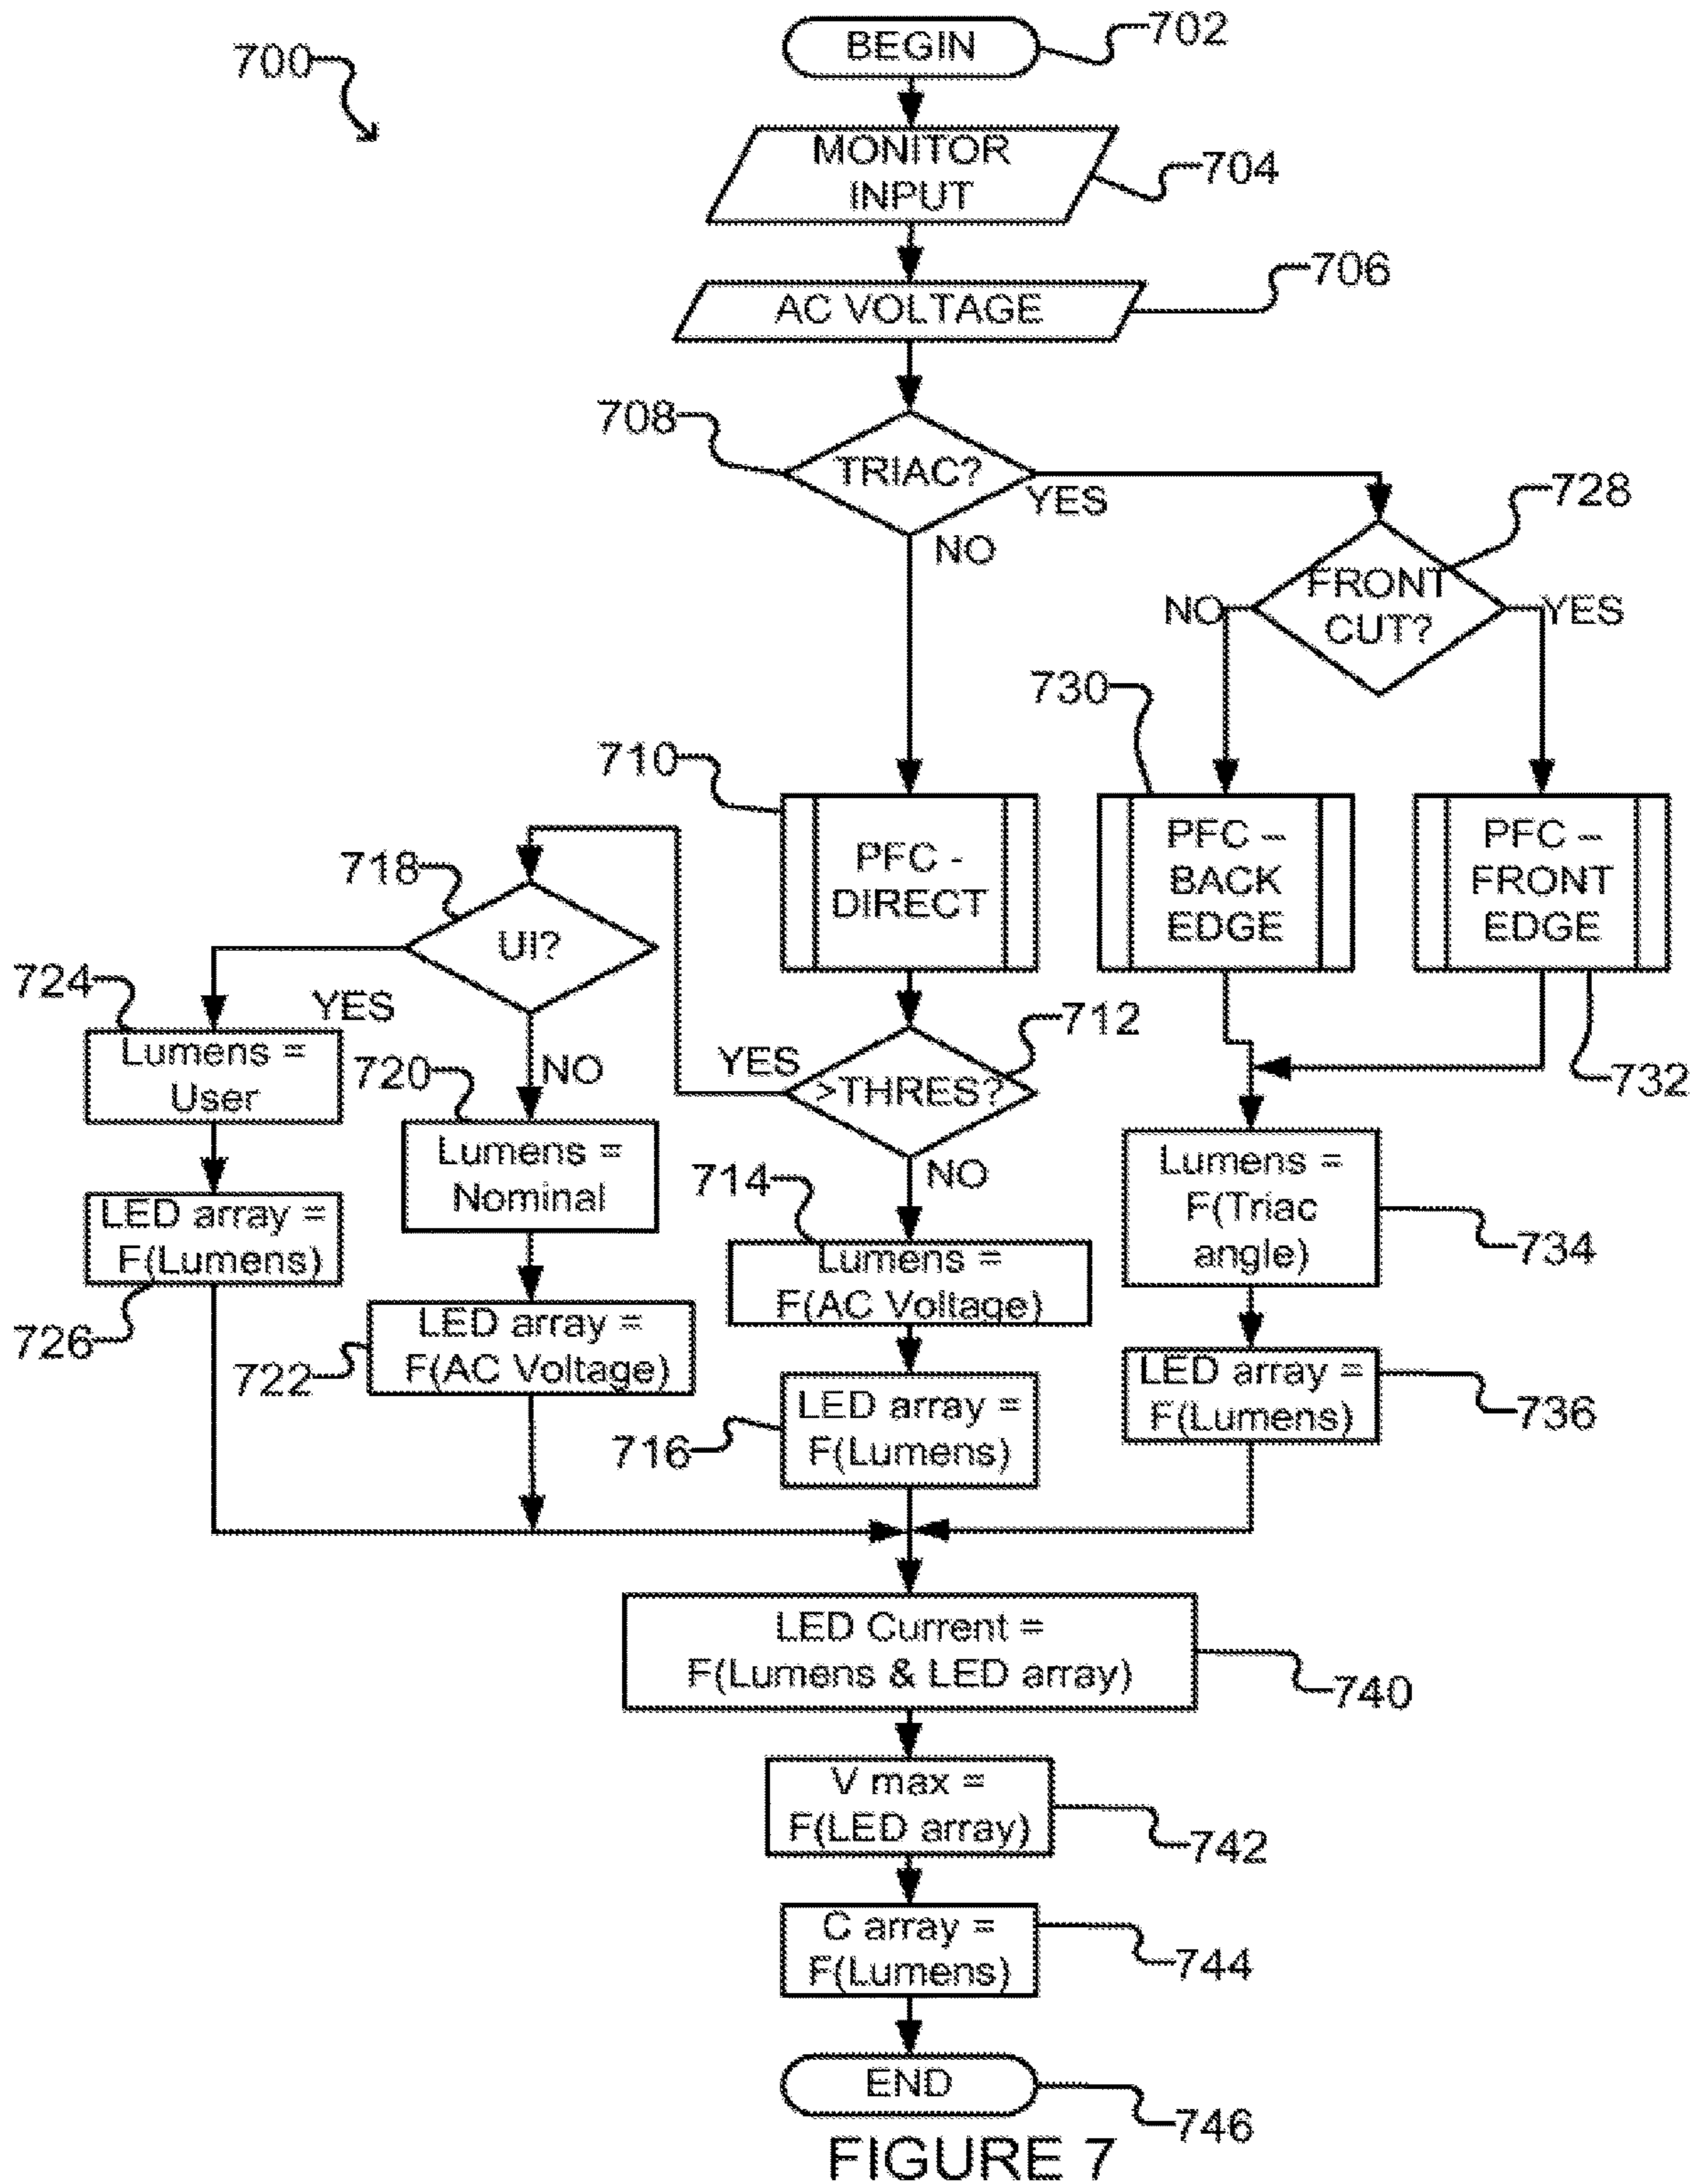 700
BEGIN
702
MONITOR
INPUT
704
AC VOLTAGE
706
708
TRIAC?
YES
NO
728
FRONT
CUT?
NO
YES
730
710
PFC -
DIRECT
PFC –
BACK
EDGE
PFC –
FRONT
EDGE
718
UI?
YES
NO
724
Lumens =
User
712
>THRES?
YES
NO
732
720
Lumens =
Nominal
714
Lumens =
F(AC Voltage)
Lumens =
F(Triac
angle)
734
LED array =
F(Lumens)
726
722
LED array =
F(AC Voltage)
716
LED array =
F(Lumens)
LED array =
F(Lumens)
736
LED Current =
F(Lumens & LED array)
740
V max =
F(LED array)
742
C array =
F(Lumens)
744
END
746
FIGURE 7